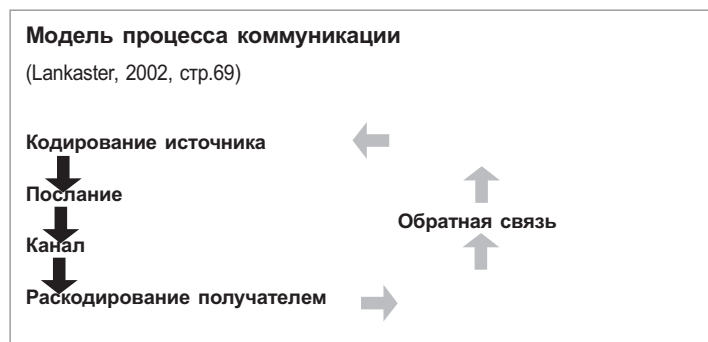 Модель процесса коммуникации
(Lankaster, 2002, стр.69)
Кодирование источника
Послание
Обратная связь
Канал
Раскодирование получателем